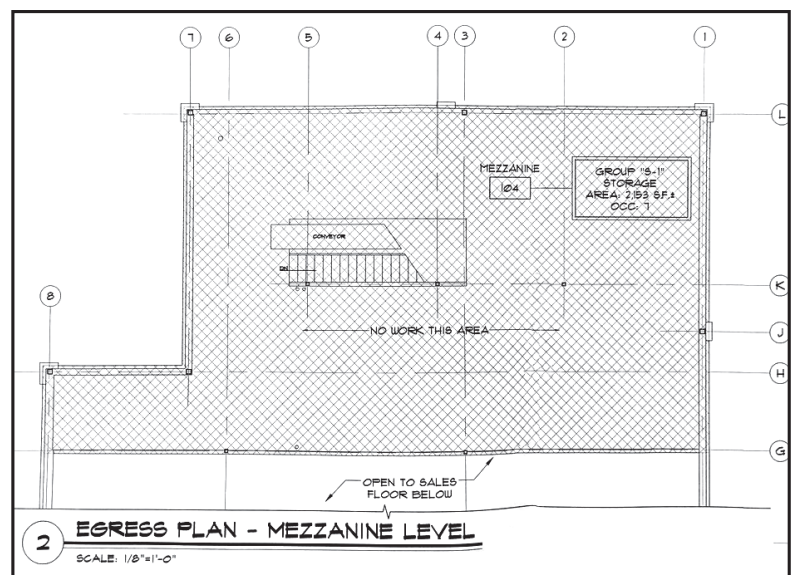 7 6 5 4 3 2 1
L
MEZZANINE
104
GROUP "S-1"
STORAGE
AREA: 2,153 S.F.±
OCC: 7
CONVEYOR
DN
K
8
NO WORK THIS AREA
J
H
G
OPEN TO SALES
FLOOR BELOW
2 EGRESS PLAN - MEZZANINE LEVEL
SCALE: 1/8"=1'-0"